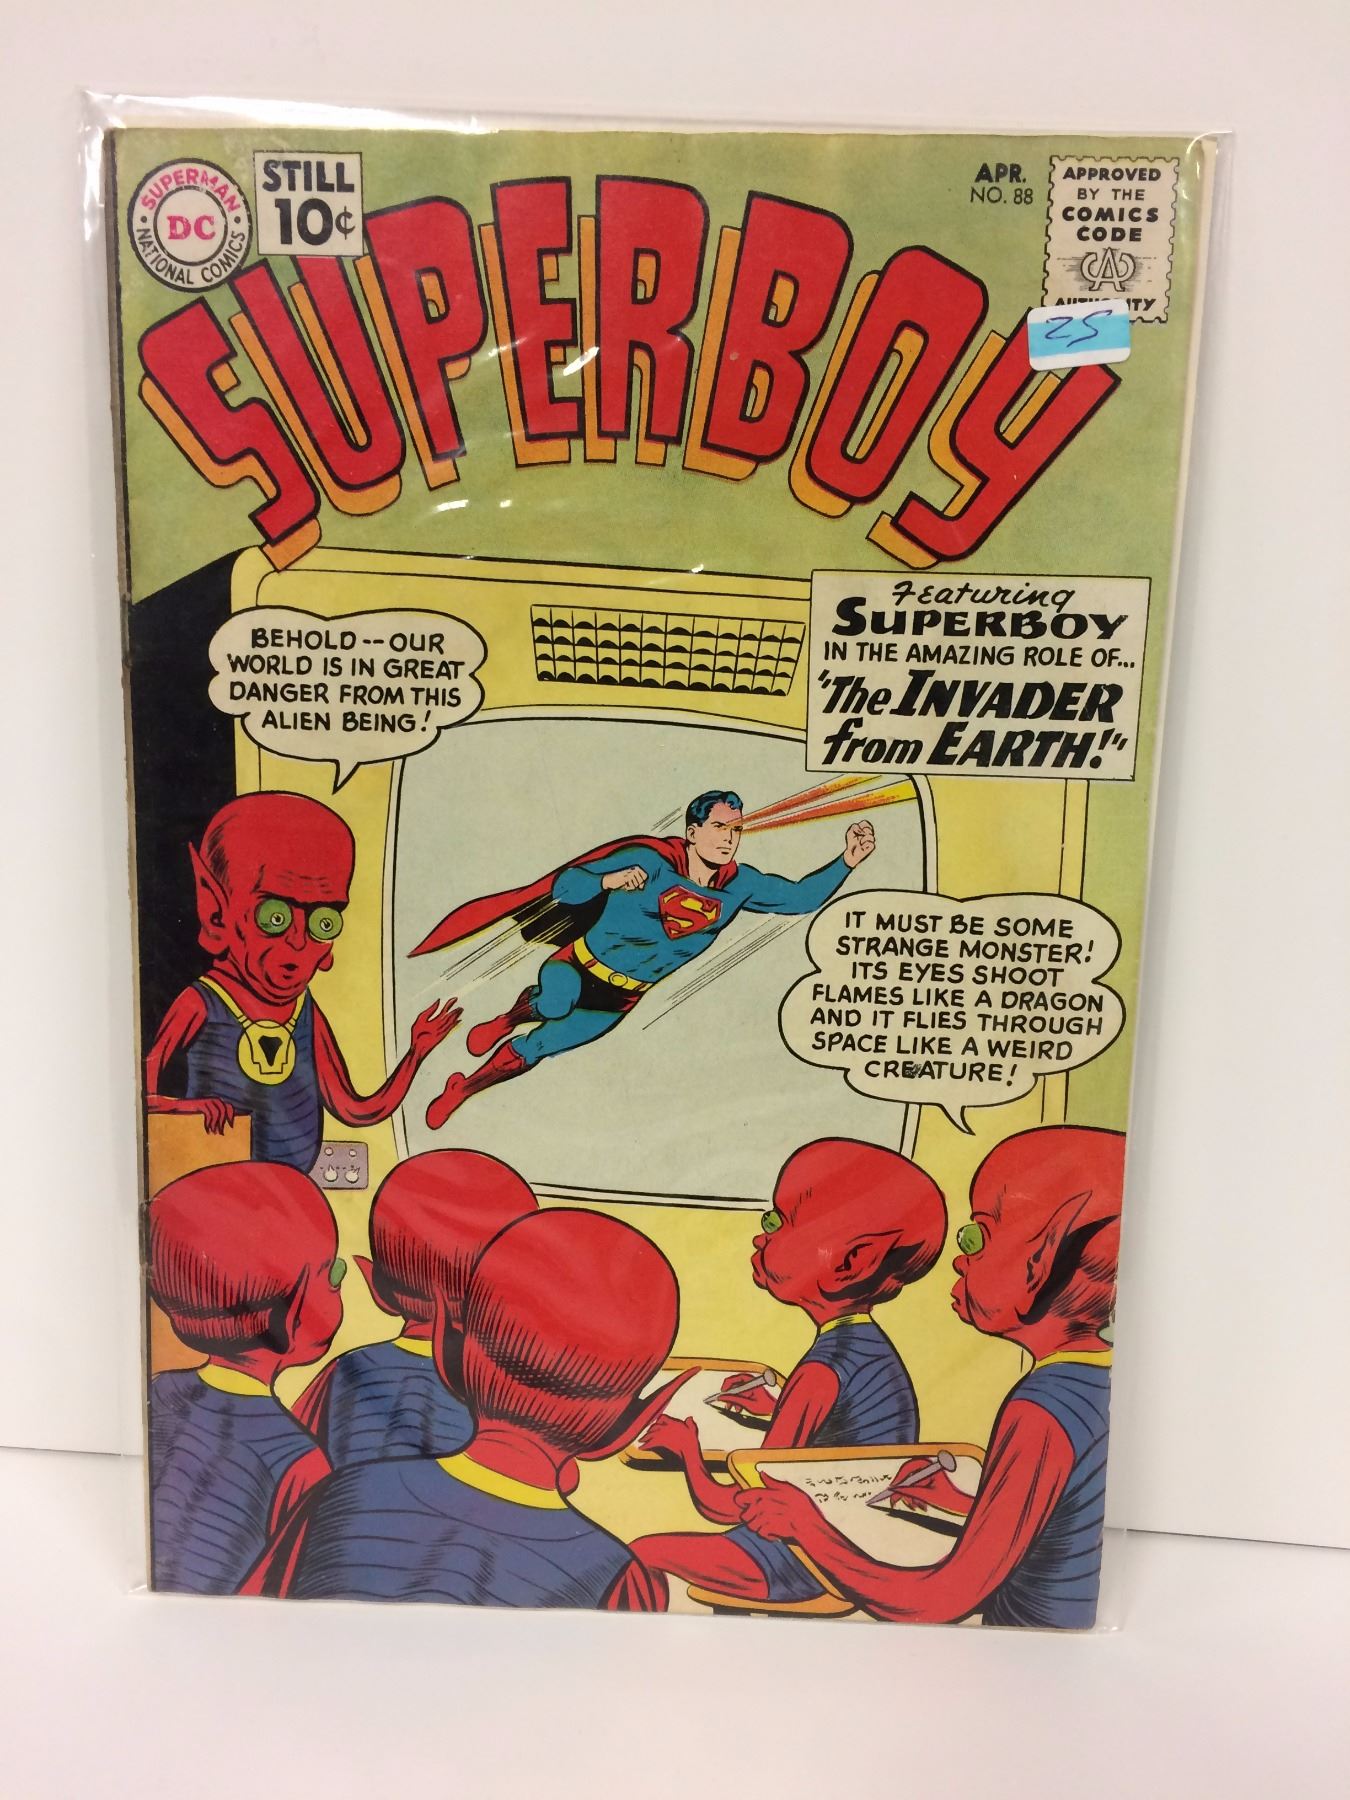 SUPERMAN
DC
NATIONAL COMICS
STILL
10¢
APR.
NO. 88
APPROVED
BY THE
COMICS
CODE
AUTHORITY
25
SUPERBOY
Featuring
SUPERBOY
IN THE AMAZING ROLE OF...
"The INVADER
from EARTH!"
BEHOLD--OUR
WORLD IS IN GREAT
DANGER FROM THIS
ALIEN BEING!
S
IT MUST BE SOME
STRANGE MONSTER!
ITS EYES SHOOT
FLAMES LIKE A DRAGON
AND IT FLIES THROUGH
SPACE LIKE A WEIRD
CREATURE!